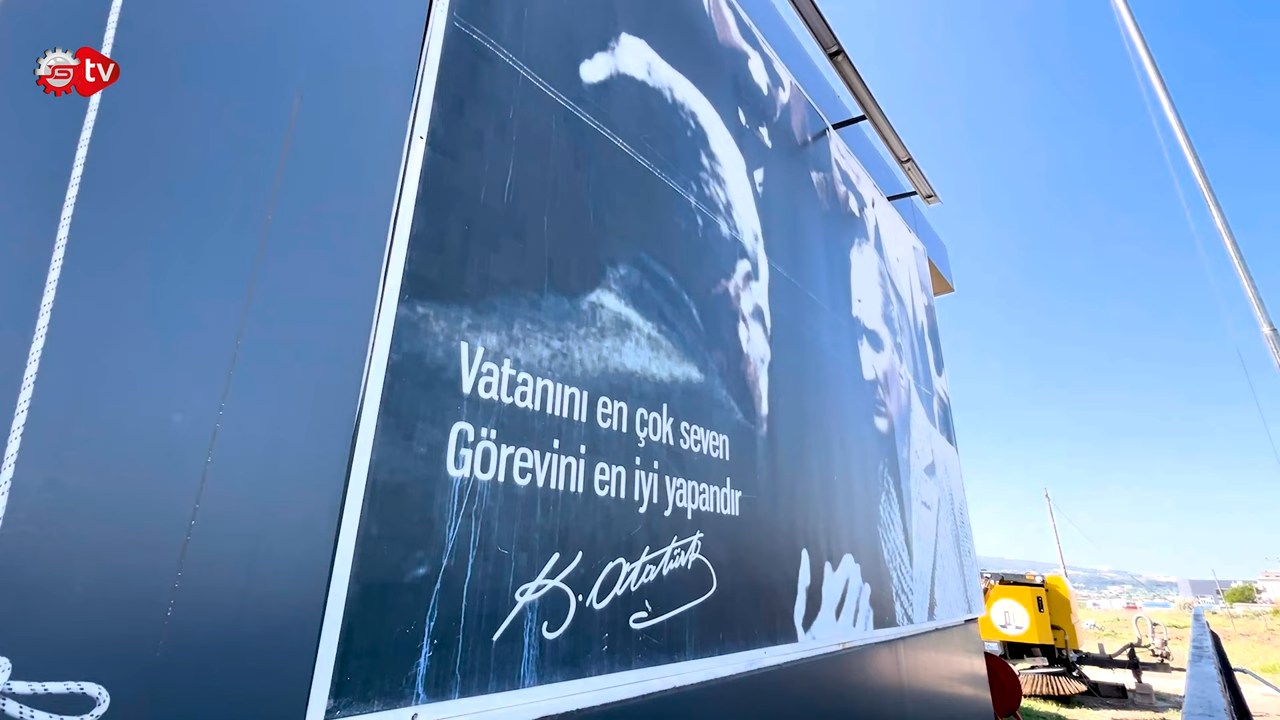 tv
Vatanını en çok seven
Görevini en iyi yapandır
K. Atatürk